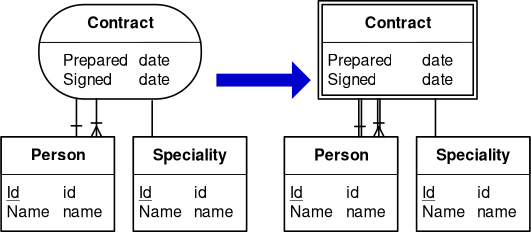 Contract
Prepared date
Signed date
Person
Id id
Name name
Speciality
Id id
Name name
Contract
Prepared date
Signed date
Person
Id id
Name name
Speciality
Id id
Name name